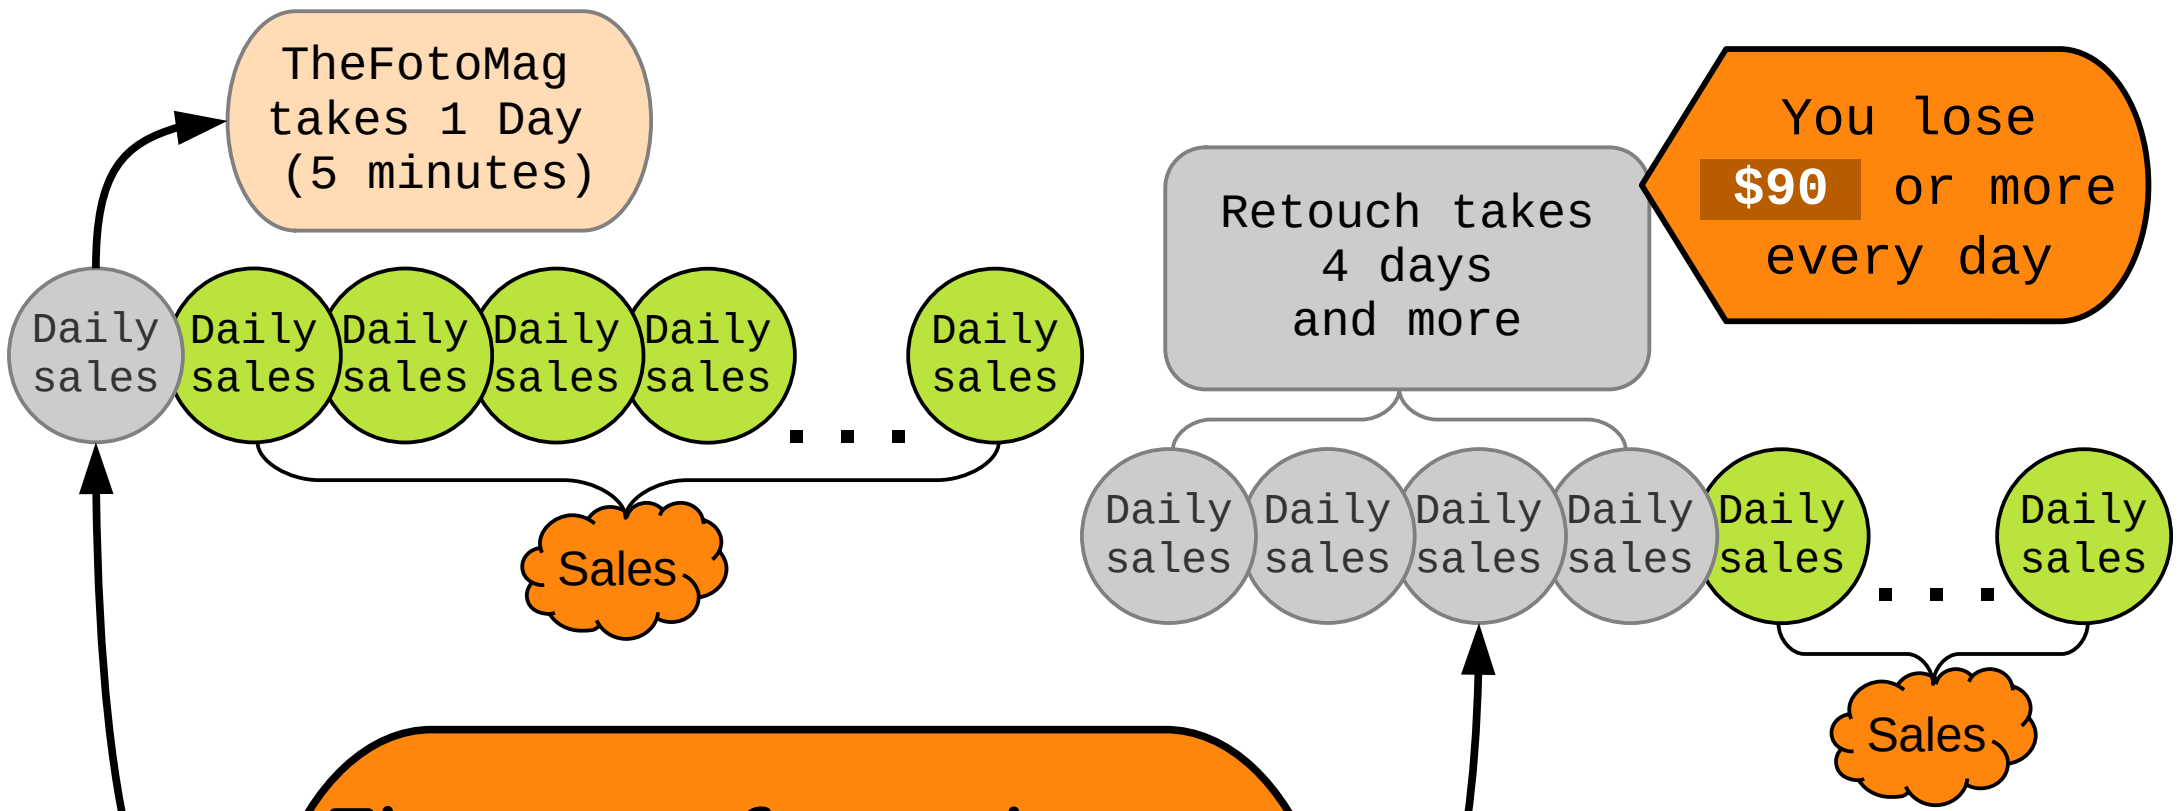 TheFotoMag
takes 1 Day
(5 minutes)
You lose
$90 or more
every day
Retouch takes
4 days
and more
Daily
sales
Daily
sales
Daily
sales
Daily
sales
Daily
sales
. . .
Daily
sales
Sales
Daily
sales
Daily
sales
Daily
sales
Daily
sales
Daily
sales
. . .
Daily
sales
Sales